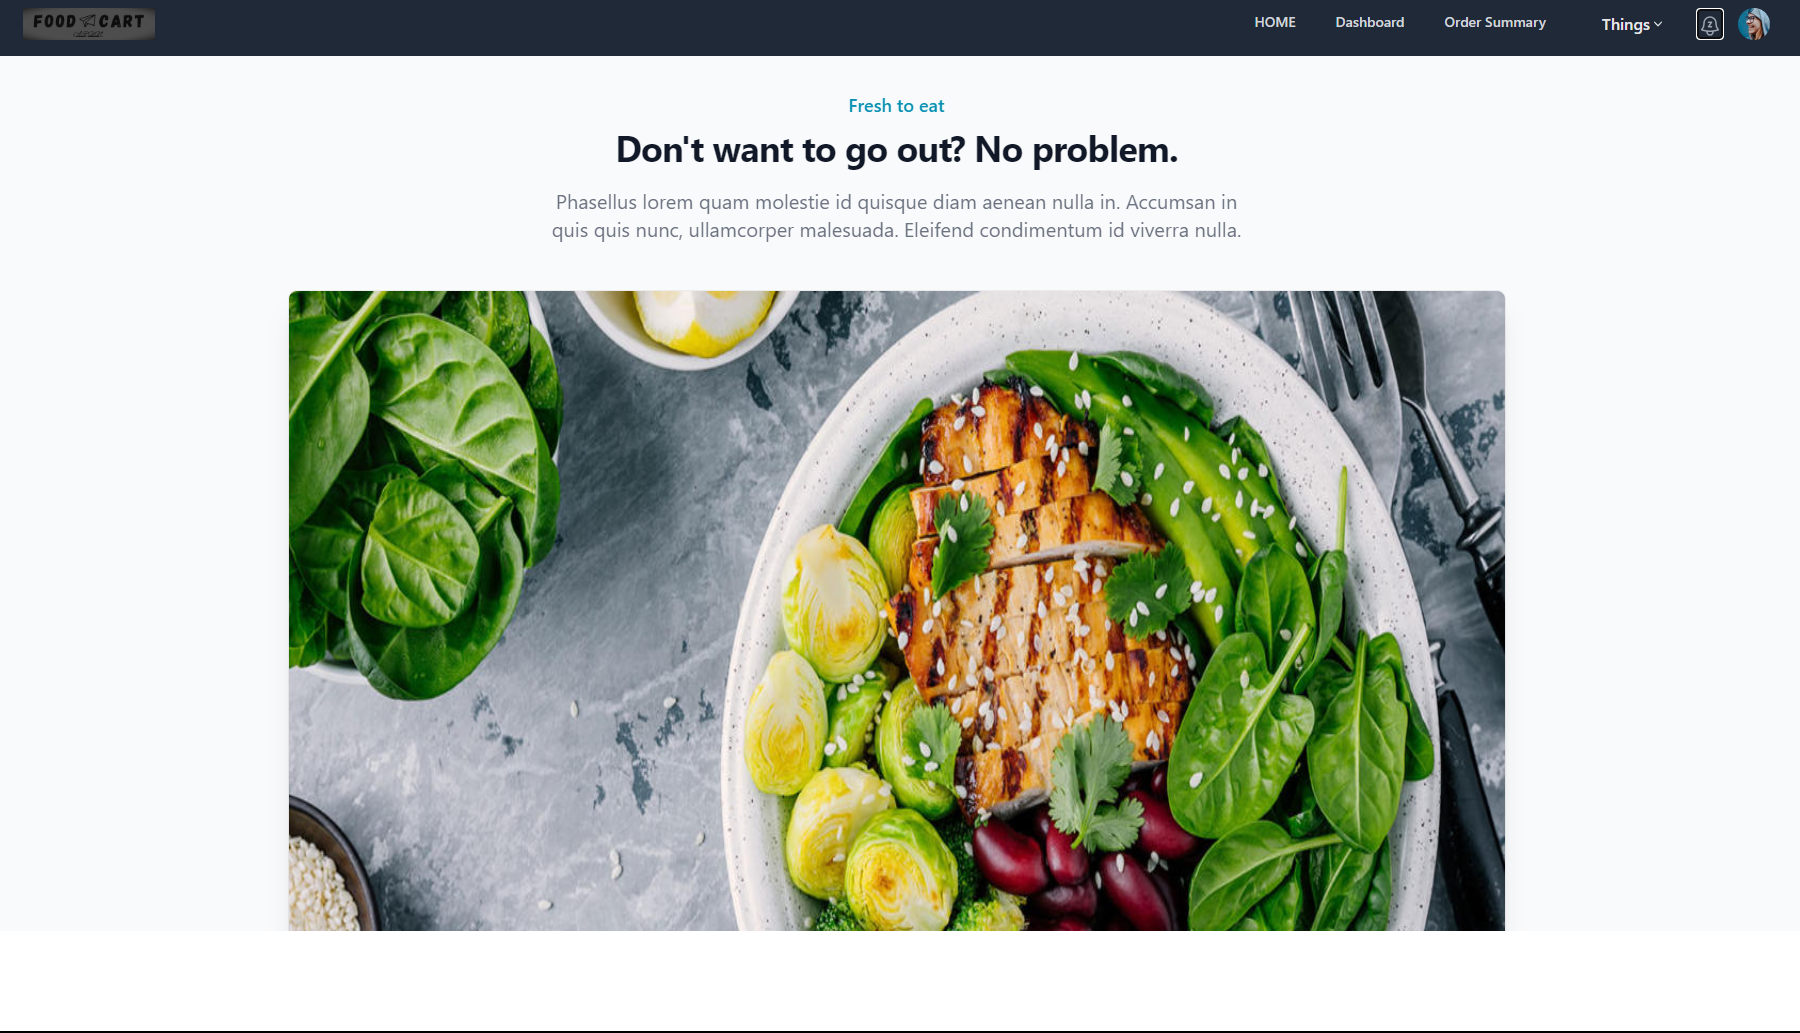 FOOD CART
HOME
Dashboard
Order Summary
Things
Fresh to eat
Don't want to go out? No problem.
Phasellus lorem quam molestie id quisque diam aenean nulla in. Accumsan in
quis quis nunc, ullamcorper malesuada. Eleifend condimentum id viverra nulla.